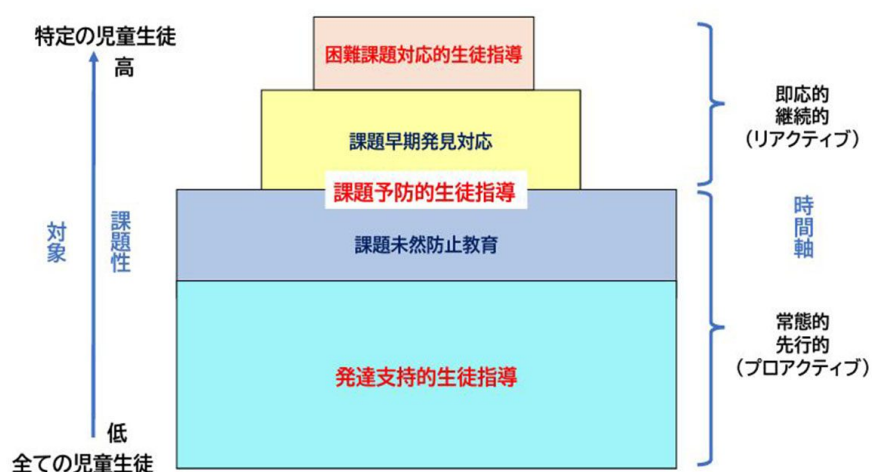 特定の児童生徒
高
困難課題対応的生徒指導
課題早期発見対応
課題予防的生徒指導
課題未然防止教育
発達支持的生徒指導
対象
課題性
低
全ての児童生徒
即応的
継続的
(リアクティブ)
時間軸
常態的
先行的
(プロアクティブ)